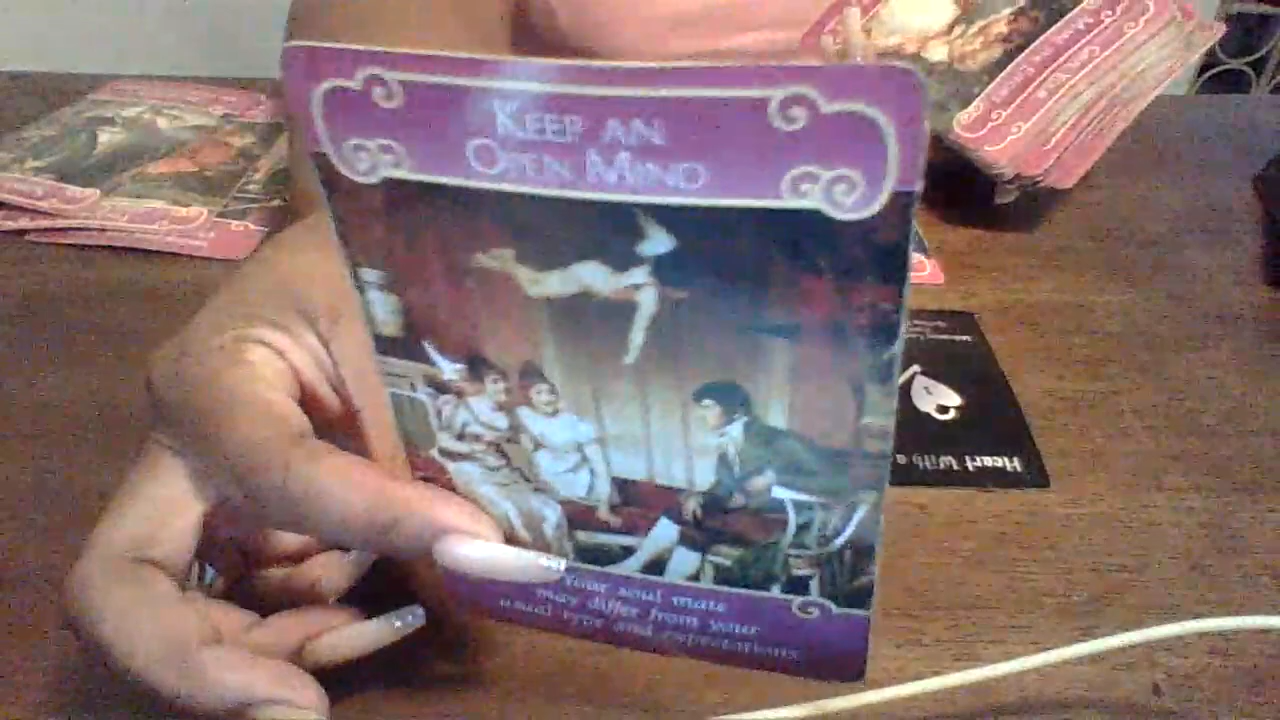 KEEP AN
OPEN MIND
Your soul mate
may differ from your
usual type and expectations
Heart With a